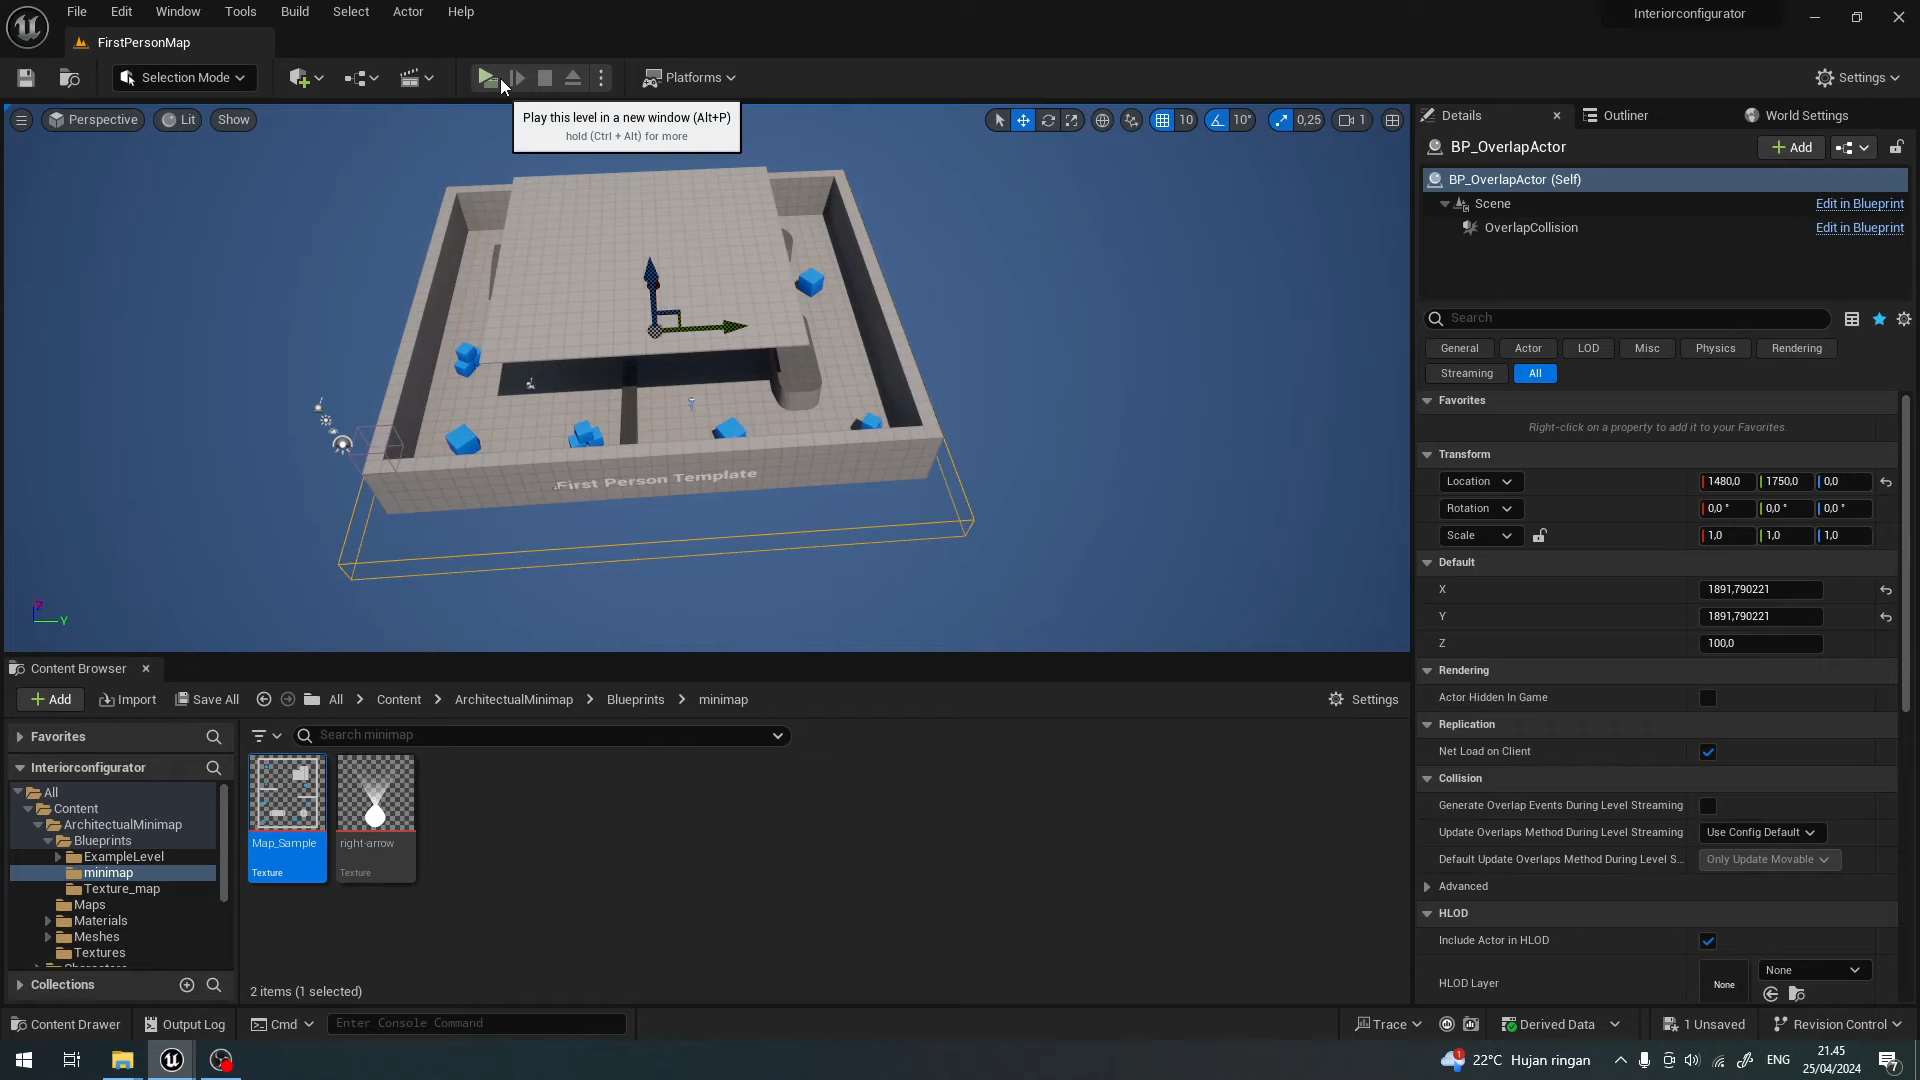 File Edit Window Tools Build Select Actor Help
Interiorconfigurator
FirstPersonMap
Selection Mode
Platforms
Settings
Play this level in a new window (Alt+P)
hold (Ctrl + Alt) for more
Perspective Lit Show
10 10° 0,25 1
First Person Template
Z
Y
Details Outliner World Settings
BP_OverlapActor
Add
BP_OverlapActor (Self)
Scene Edit in Blueprint
OverlapCollision Edit in Blueprint
Search
General Actor LOD Misc Physics Rendering
Streaming All
Favorites
Right-click on a property to add it to your Favorites.
Transform
Location 1480,0 1750,0 0,0
Rotation 0,0 ° 0,0 ° 0,0 °
Scale 1,0 1,0 1,0
Default
X 1891,790221
Y 1891,790221
Z 100,0
Rendering
Actor Hidden In Game
Replication
Net Load on Client
Collision
Generate Overlap Events During Level Streaming
Update Overlaps Method During Level Streaming Use Config Default
Default Update Overlaps Method During Level S... Only Update Movable
Advanced
HLOD
Include Actor in HLOD
HLOD Layer None None
Content Browser
Add Import Save All All Content ArchitectualMinimap Blueprints minimap Settings
Favorites
Search minimap
Interiorconfigurator
All
Content
ArchitectualMinimap
Blueprints
ExampleLevel
minimap
Texture_map
Maps
Materials
Meshes
Textures
Collections
Map_Sample
Texture
right-arrow
Texture
2 items (1 selected)
Content Drawer Output Log Cmd Enter Console Command Trace Derived Data 1 Unsaved Revision Control
1 22°C Hujan ringan ENG
21.45
25/04/2024
7